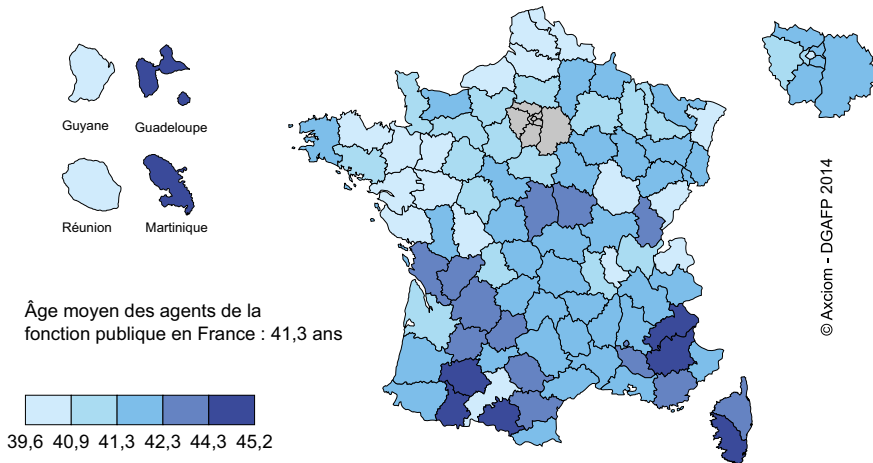 Guyane
Guadeloupe
Réunion
Martinique
Âge moyen des agents de la
fonction publique en France : 41,3 ans
39,6 40,9 41,3 42,3 44,3 45,2
© Axciom - DGAFP 2014